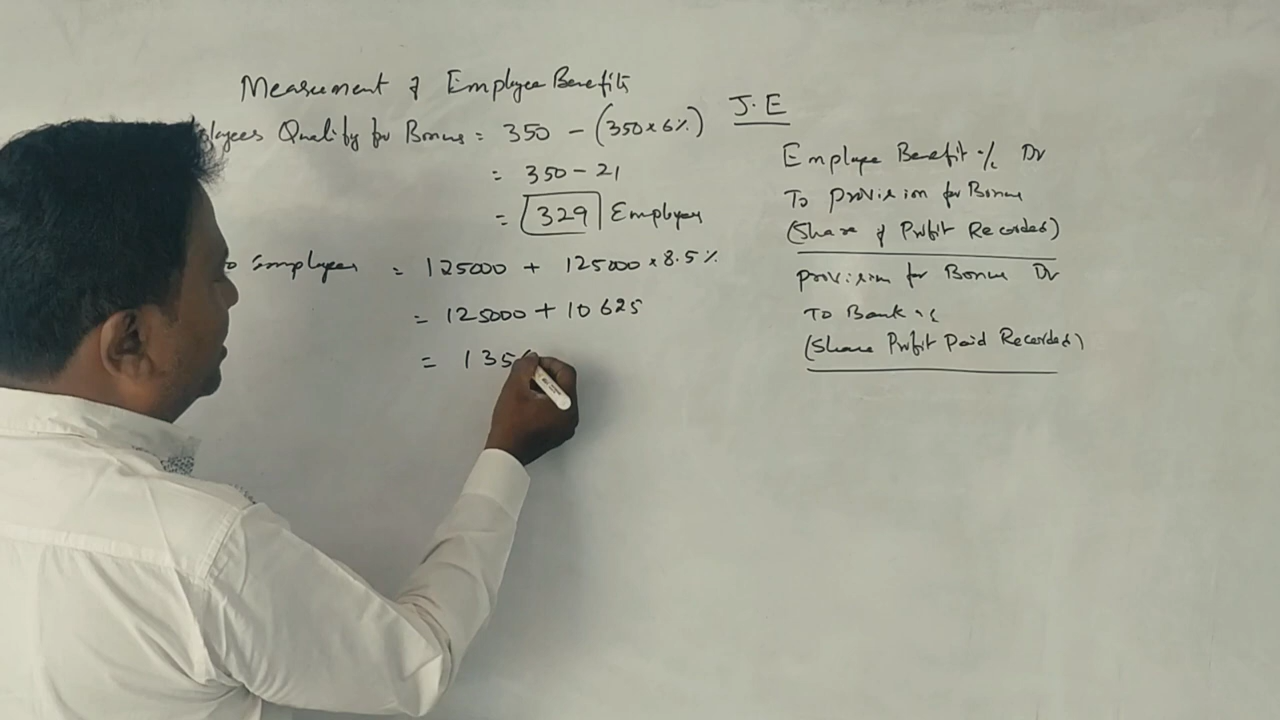 Measurment of Employee Benefits
ployees Qualify for Bonus = 350 - (350 x 6%)
= 350 - 21
= 329 Employees
o Employees = 125000 + 125000 x 8.5%
= 125000 + 10625
= 135
J.E
Employee Benefit a/c Dr
To Provision for Bonus
(Share of Profit Recorded)
Provision for Bonus Dr
To Bank a/c
(Share Profit Paid Recorded)